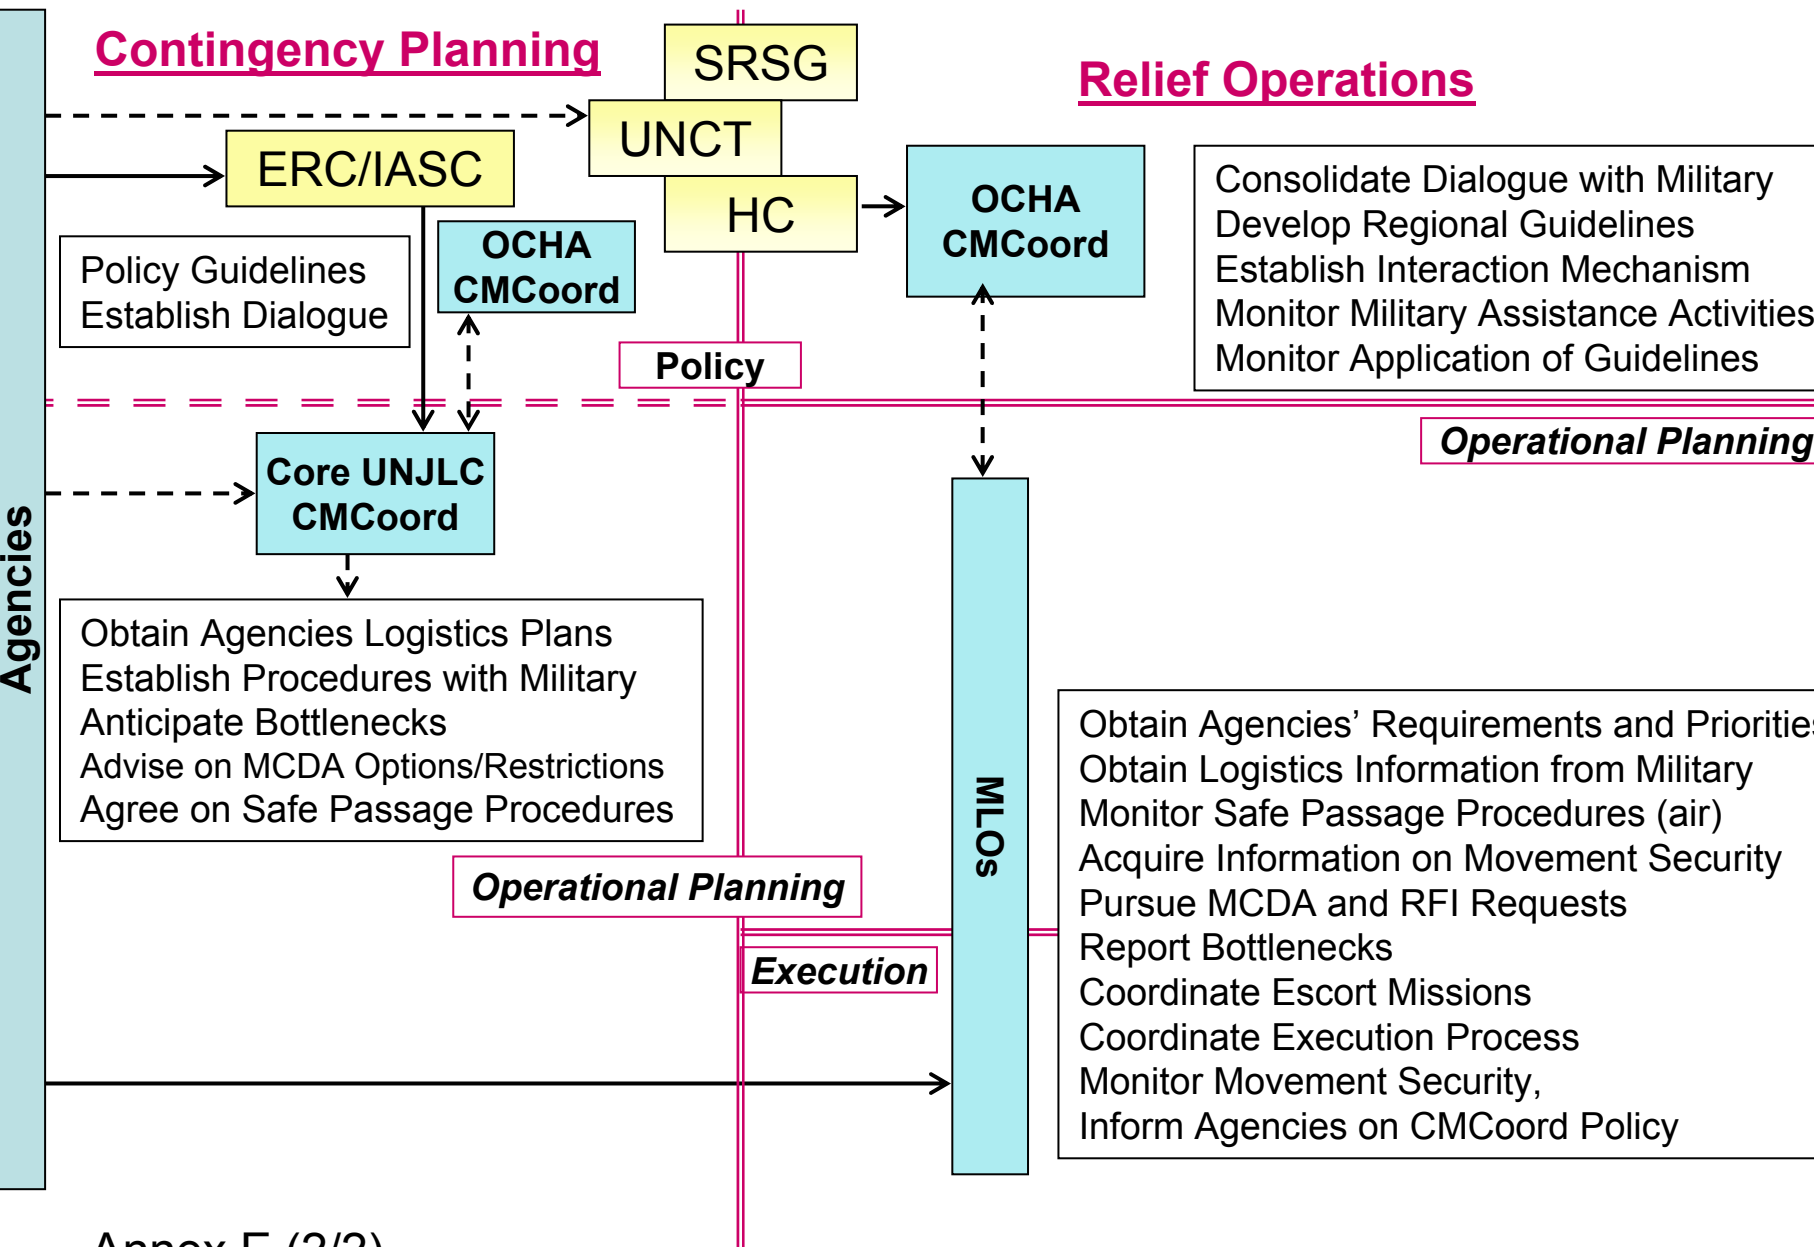 Contingency Planning
SRSG
Relief Operations
UNCT
ERC/IASC
HC
OCHA
CMCoord
OCHA
CMCoord
Consolidate Dialogue with Military
Develop Regional Guidelines
Establish Interaction Mechanism
Monitor Military Assistance Activities
Monitor Application of Guidelines
Policy Guidelines
Establish Dialogue
Policy
Operational Planning
Core UNJLC
CMCoord
Agencies
Obtain Agencies Logistics Plans
Establish Procedures with Military
Anticipate Bottlenecks
Advise on MCDA Options/Restrictions
Agree on Safe Passage Procedures
MLOs
Obtain Agencies’ Requirements and Priorities
Obtain Logistics Information from Military
Monitor Safe Passage Procedures (air)
Acquire Information on Movement Security
Pursue MCDA and RFI Requests
Report Bottlenecks
Coordinate Escort Missions
Coordinate Execution Process
Monitor Movement Security,
Inform Agencies on CMCoord Policy
Operational Planning
Execution
Annex